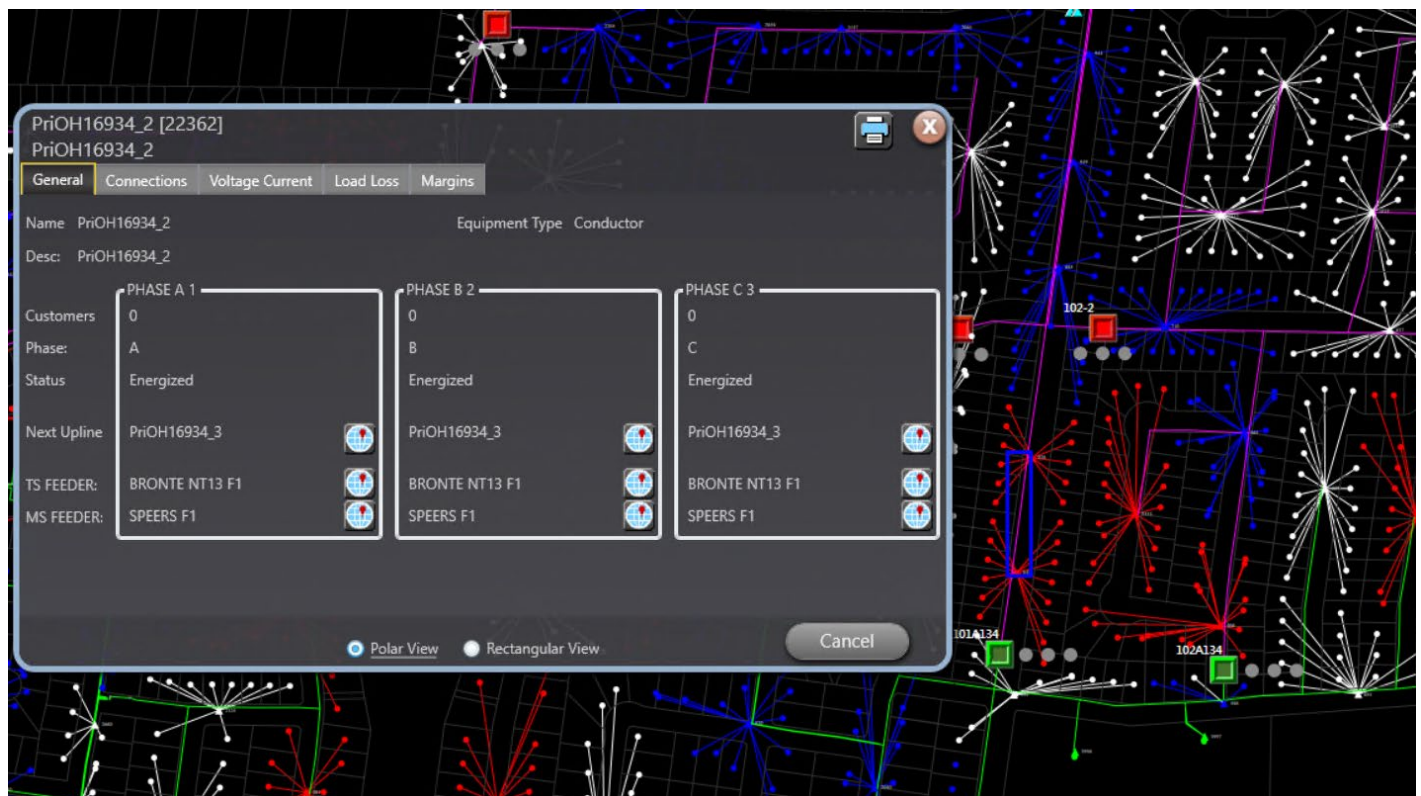 PriOH16934_2 [22362]
PriOH16934_2
X
General Connections Voltage Current Load Loss Margins
Name PriOH16934_2 Equipment Type Conductor
Desc: PriOH16934_2
PHASE A 1 PHASE B 2 PHASE C 3
Customers 0 0 0
Phase: A B C
Status Energized Energized Energized
Next Upline PriOH16934_3 PriOH16934_3 PriOH16934_3
TS FEEDER: BRONTE NT13 F1 BRONTE NT13 F1 BRONTE NT13 F1
MS FEEDER: SPEERS F1 SPEERS F1 SPEERS F1
Polar View Rectangular View Cancel
102-2
101A134
102A134